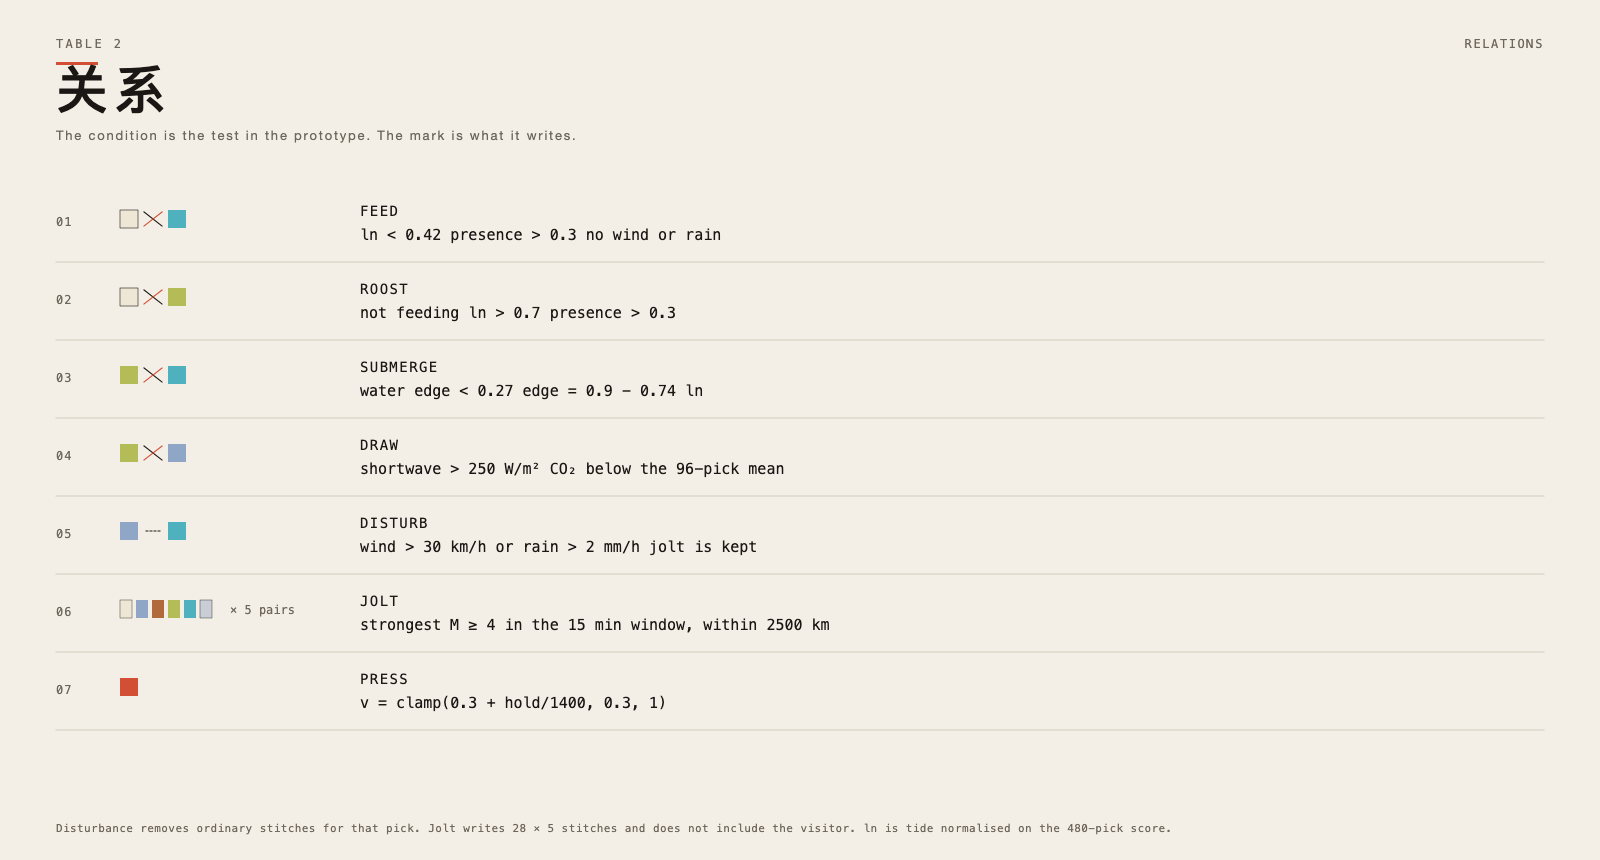 TABLE 2
RELATIONS
关系
The condition is the test in the prototype. The mark is what it writes.
01
FEED
ln < 0.42 presence > 0.3 no wind or rain
02
ROOST
not feeding ln > 0.7 presence > 0.3
03
SUBMERGE
water edge < 0.27 edge = 0.9 − 0.74 ln
04
DRAW
shortwave > 250 W/m² CO₂ below the 96-pick mean
05
DISTURB
wind > 30 km/h or rain > 2 mm/h jolt is kept
06
× 5 pairs
JOLT
strongest M ≥ 4 in the 15 min window, within 2500 km
07
PRESS
v = clamp(0.3 + hold/1400, 0.3, 1)
Disturbance removes ordinary stitches for that pick. Jolt writes 28 × 5 stitches and does not include the visitor. ln is tide normalised on the 480-pick score.